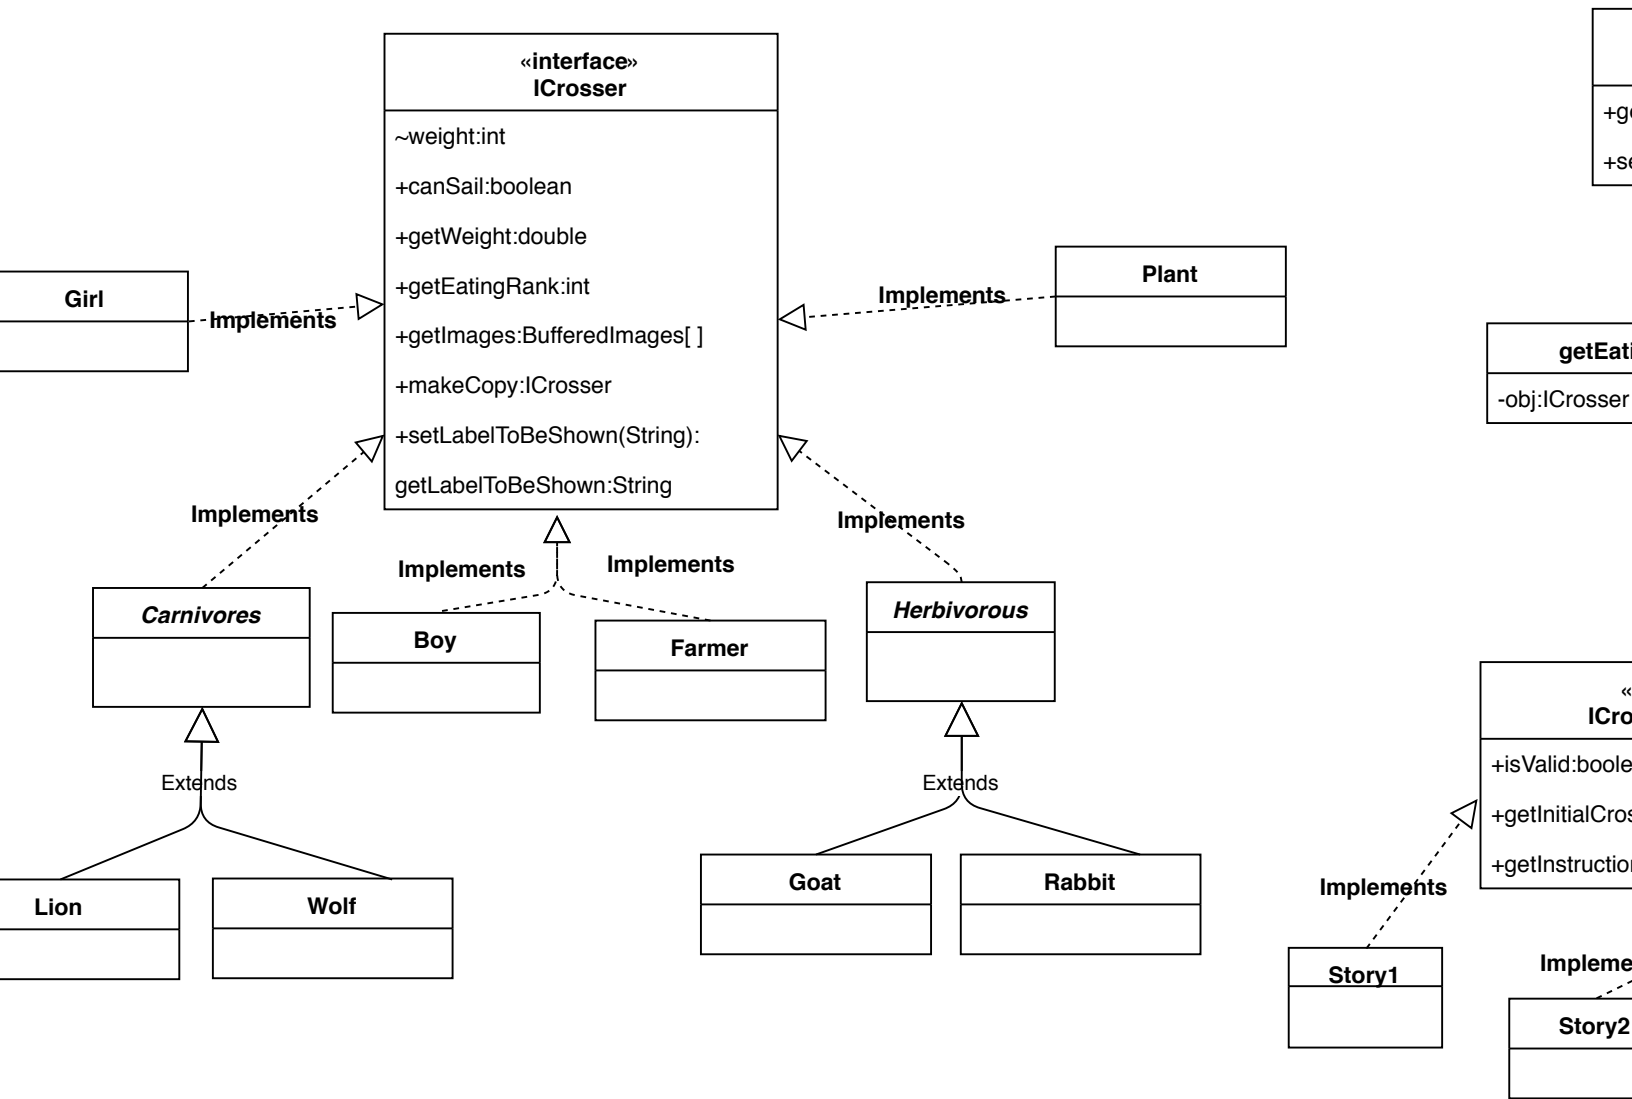 «interface»
ICrosser
~weight:int
+canSail:boolean
+getWeight:double
+getEatingRank:int
+getImages:BufferedImages[ ]
+makeCopy:ICrosser
+setLabelToBeShown(String):
getLabelToBeShown:String
Girl
Implements
Implements
Plant
Implements
Implements
Implements
Implements
Carnivores
Boy
Farmer
Herbivorous
Extends
Extends
Lion
Wolf
Goat
Rabbit
-obj:ICrosser
Implements
Story1
Story2